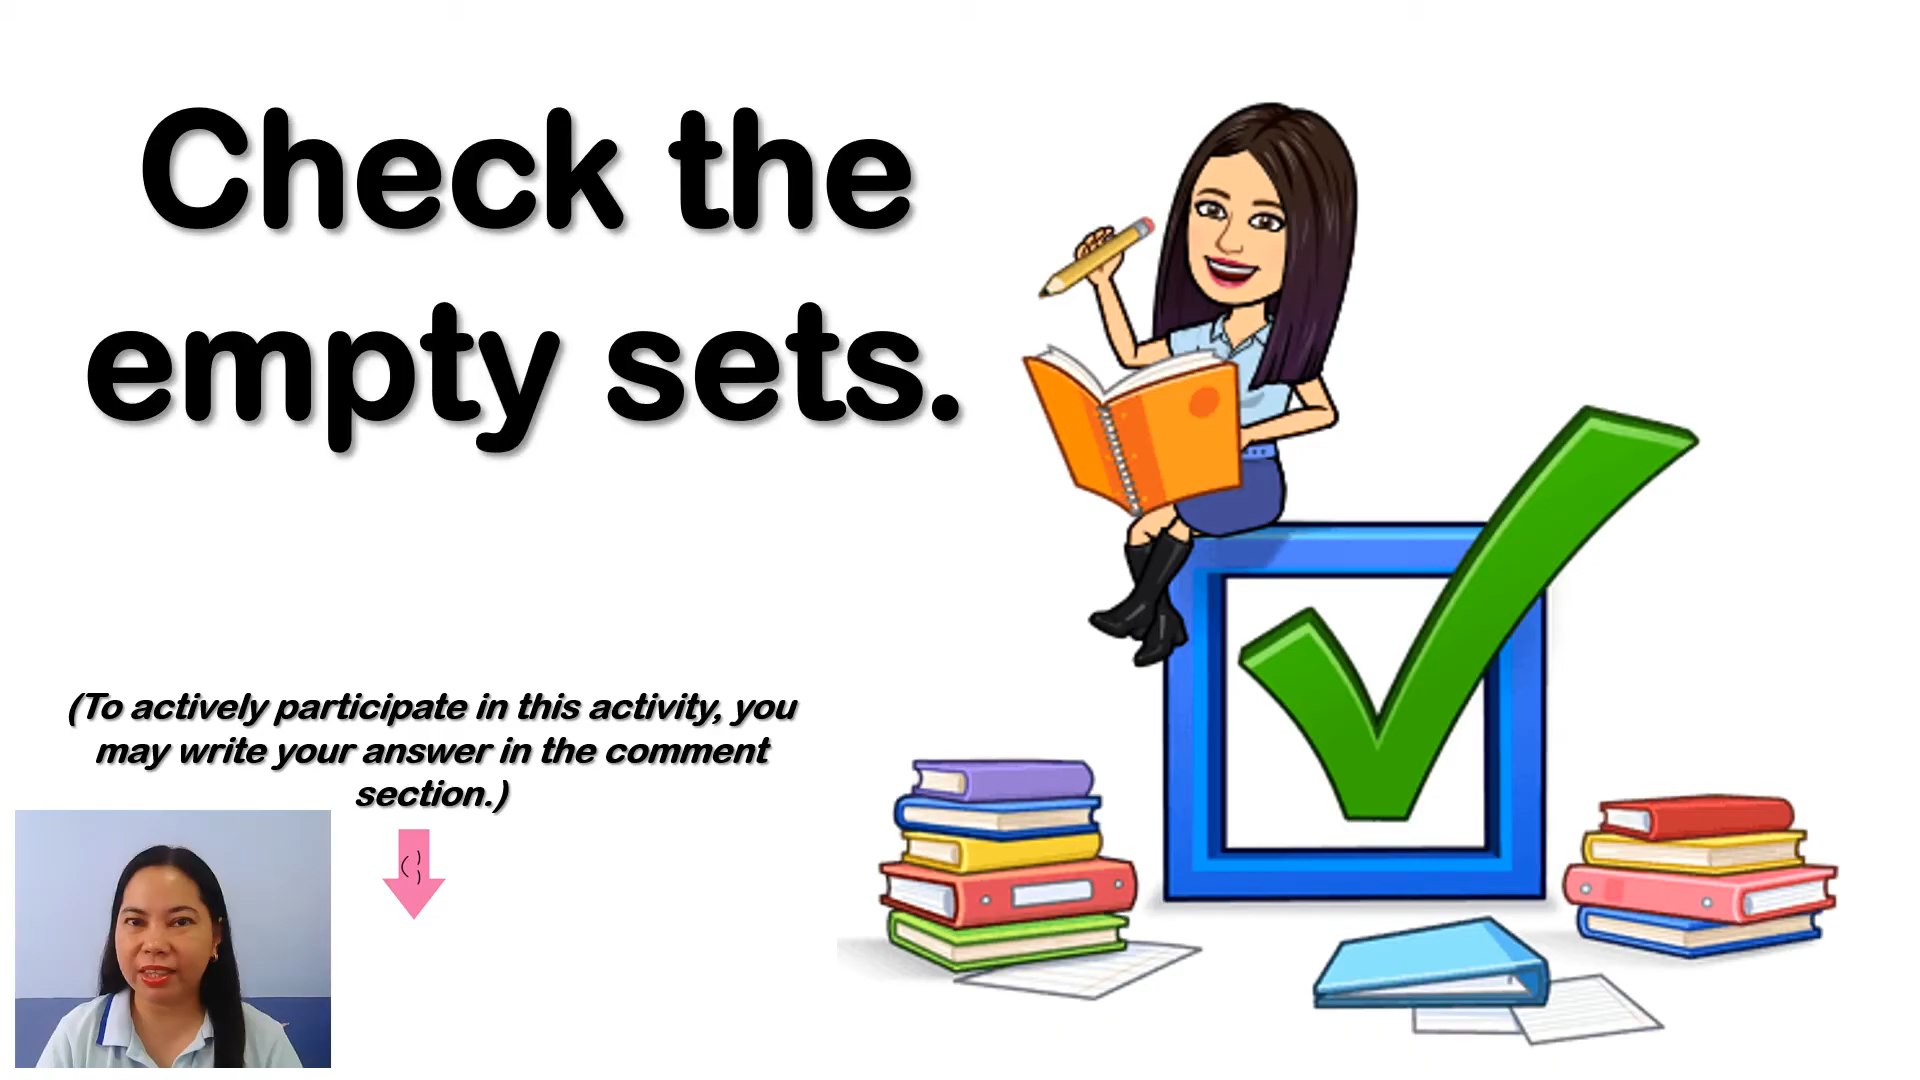 Check the
empty sets.
(To actively participate in this activity, you
may write your answer in the comment
section.)